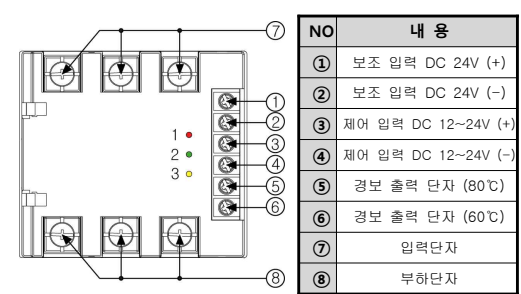 ⑦
①
②
③
④
⑤
⑥
⑧
1
2
3
NO 내 용
① 보조 입력 DC 24V (+)
② 보조 입력 DC 24V (−)
③ 제어 입력 DC 12~24V (+)
④ 제어 입력 DC 12~24V (−)
⑤ 경보 출력 단자 (80℃)
⑥ 경보 출력 단자 (60℃)
⑦ 입력단자
⑧ 부하단자